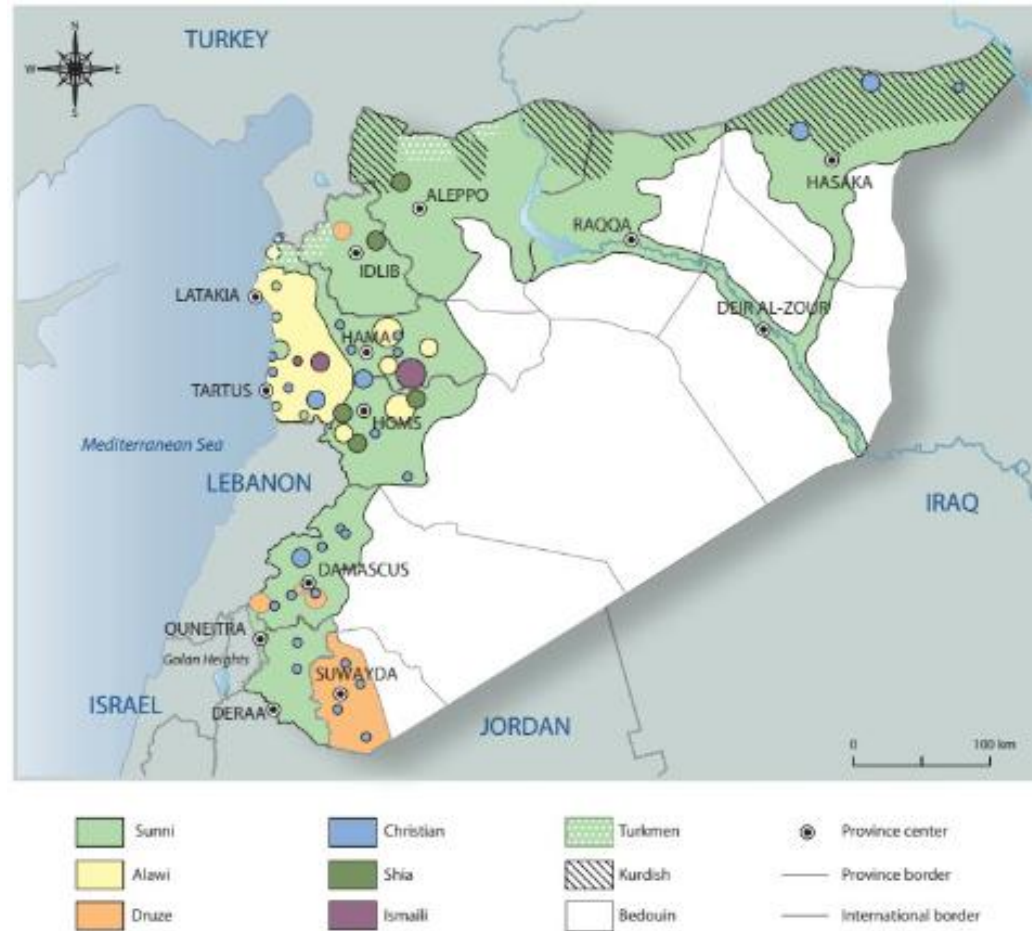 N
W E
S
TURKEY
ALEPPO
HASAKA
RAQQA
IDLIB
LATAKIA
DEIR AL-ZOUR
HAMA
TARTUS
HOMS
Mediterranean Sea
LEBANON
IRAQ
DAMASCUS
OUNEITRA
Golan Heights
SUWAYDA
ISRAEL
DERAA
JORDAN
0 100 km
Sunni Christian Turkmen Province center
Alawi Shia Kurdish Province border
Druze Ismaili Bedouin International border